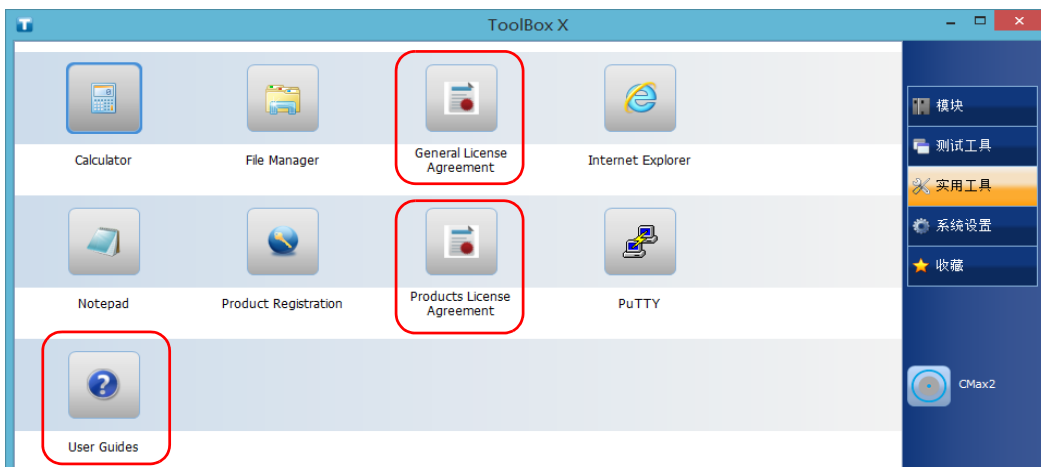 ToolBox X
Calculator
File Manager
General License
Agreement
Internet Explorer
Notepad
Product Registration
Products License
Agreement
PuTTY
User Guides
模块
测试工具
实用工具
系统设置
收藏
CMax2